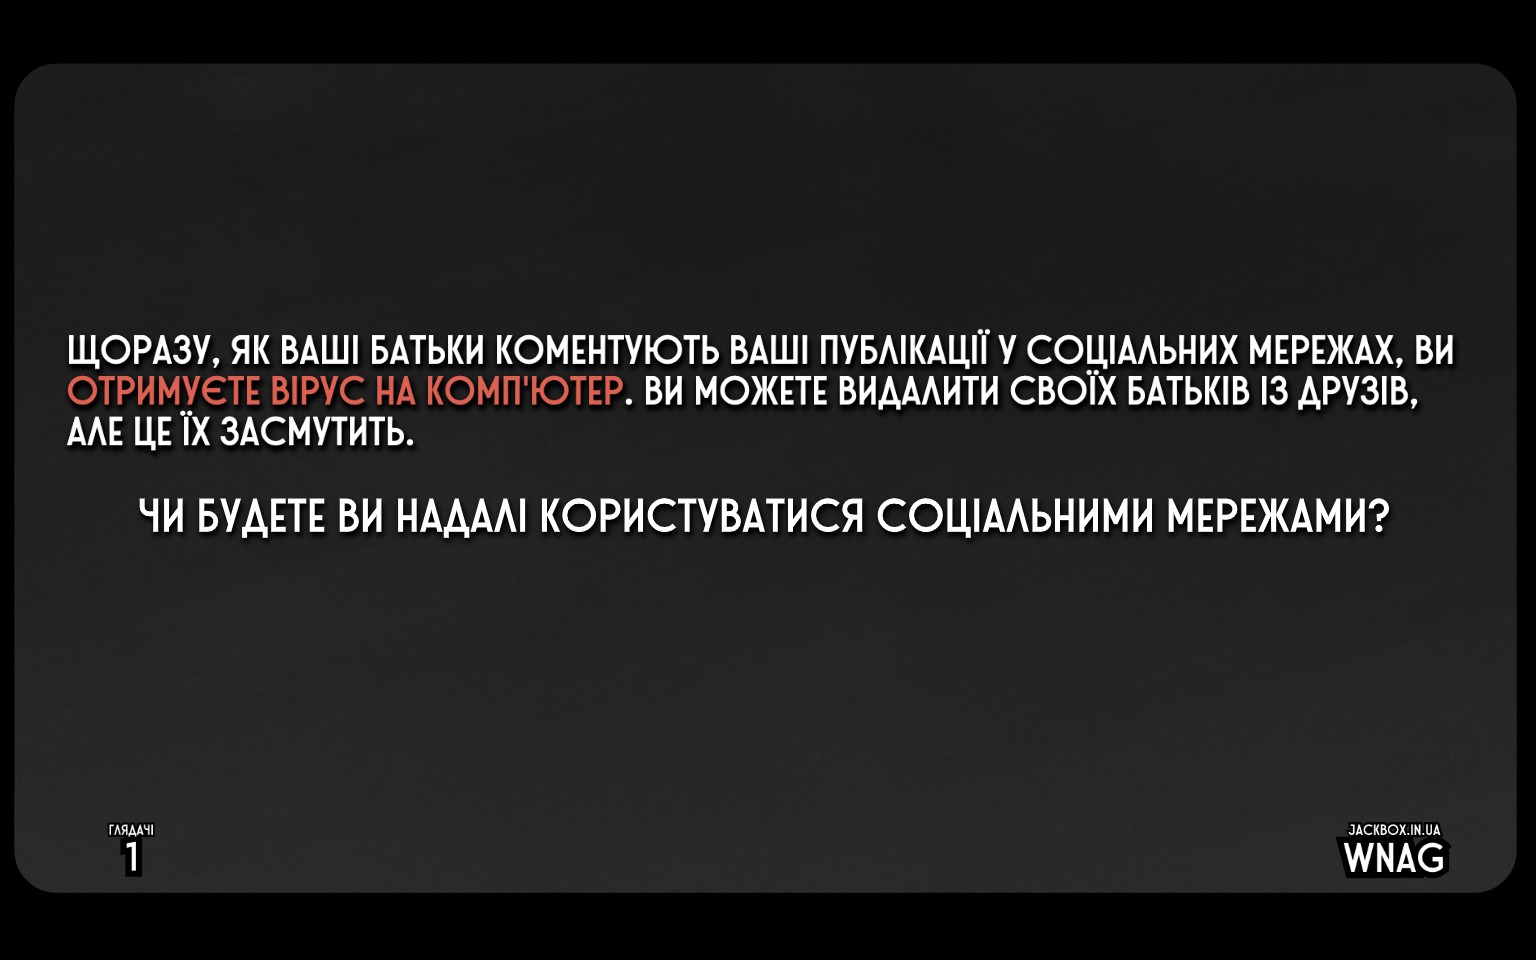 ЩОРАЗУ, ЯК ВАШІ БАТЬКИ КОМЕНТУЮТЬ ВАШІ ПУБЛІКАЦІЇ У СОЦІАЛЬНИХ МЕРЕЖАХ, ВИ
ОТРИМУЄТЕ ВІРУС НА КОМП'ЮТЕР. ВИ МОЖЕТЕ ВИДАЛИТИ СВОЇХ БАТЬКІВ ІЗ ДРУЗІВ,
АЛЕ ЦЕ ЇХ ЗАСМУТИТЬ.
ЧИ БУДЕТЕ ВИ НАДАЛІ КОРИСТУВАТИСЯ СОЦІАЛЬНИМИ МЕРЕЖАМИ?
ГЛЯДАЧІ
1
JACKBOX.IN.UA
WNAG